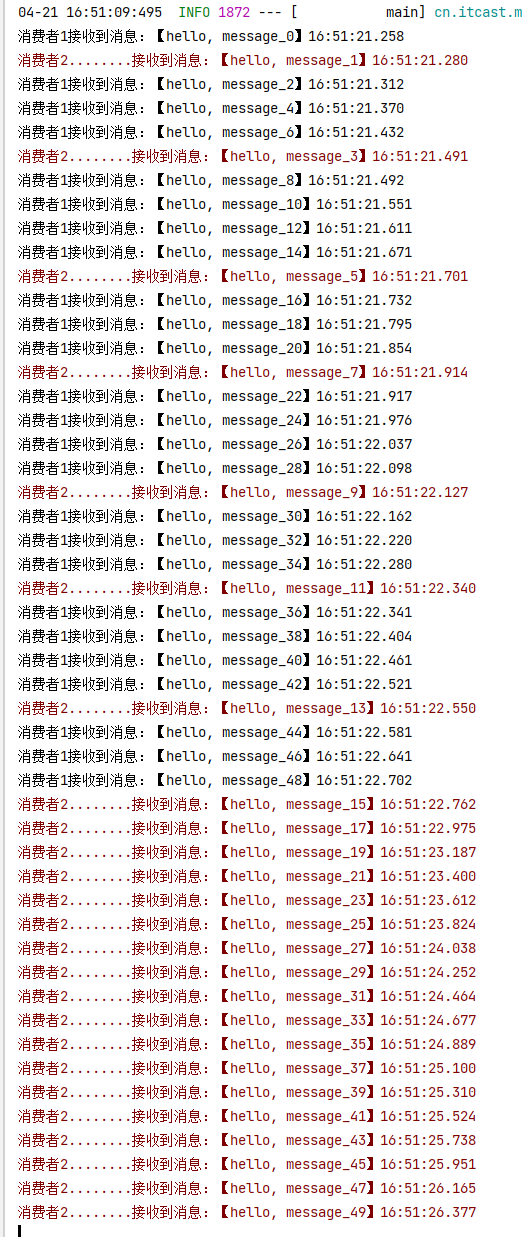 04-21 16:51:09:495  INFO 1872 --- [           main] cn.itcast.m
消费者1接收到消息：【hello, message_0】16:51:21.258
消费者2........接收到消息：【hello, message_1】16:51:21.280
消费者1接收到消息：【hello, message_2】16:51:21.312
消费者1接收到消息：【hello, message_4】16:51:21.370
消费者1接收到消息：【hello, message_6】16:51:21.432
消费者2........接收到消息：【hello, message_3】16:51:21.491
消费者1接收到消息：【hello, message_8】16:51:21.492
消费者1接收到消息：【hello, message_10】16:51:21.551
消费者1接收到消息：【hello, message_12】16:51:21.611
消费者1接收到消息：【hello, message_14】16:51:21.671
消费者2........接收到消息：【hello, message_5】16:51:21.701
消费者1接收到消息：【hello, message_16】16:51:21.732
消费者1接收到消息：【hello, message_18】16:51:21.795
消费者1接收到消息：【hello, message_20】16:51:21.854
消费者2........接收到消息：【hello, message_7】16:51:21.914
消费者1接收到消息：【hello, message_22】16:51:21.917
消费者1接收到消息：【hello, message_24】16:51:21.976
消费者1接收到消息：【hello, message_26】16:51:22.037
消费者1接收到消息：【hello, message_28】16:51:22.098
消费者2........接收到消息：【hello, message_9】16:51:22.127
消费者1接收到消息：【hello, message_30】16:51:22.162
消费者1接收到消息：【hello, message_32】16:51:22.220
消费者1接收到消息：【hello, message_34】16:51:22.280
消费者2........接收到消息：【hello, message_11】16:51:22.340
消费者1接收到消息：【hello, message_36】16:51:22.341
消费者1接收到消息：【hello, message_38】16:51:22.404
消费者1接收到消息：【hello, message_40】16:51:22.461
消费者1接收到消息：【hello, message_42】16:51:22.521
消费者2........接收到消息：【hello, message_13】16:51:22.550
消费者1接收到消息：【hello, message_44】16:51:22.581
消费者1接收到消息：【hello, message_46】16:51:22.641
消费者1接收到消息：【hello, message_48】16:51:22.702
消费者2........接收到消息：【hello, message_15】16:51:22.762
消费者2........接收到消息：【hello, message_17】16:51:22.975
消费者2........接收到消息：【hello, message_19】16:51:23.187
消费者2........接收到消息：【hello, message_21】16:51:23.400
消费者2........接收到消息：【hello, message_23】16:51:23.612
消费者2........接收到消息：【hello, message_25】16:51:23.824
消费者2........接收到消息：【hello, message_27】16:51:24.038
消费者2........接收到消息：【hello, message_29】16:51:24.252
消费者2........接收到消息：【hello, message_31】16:51:24.464
消费者2........接收到消息：【hello, message_33】16:51:24.677
消费者2........接收到消息：【hello, message_35】16:51:24.889
消费者2........接收到消息：【hello, message_37】16:51:25.100
消费者2........接收到消息：【hello, message_39】16:51:25.310
消费者2........接收到消息：【hello, message_41】16:51:25.524
消费者2........接收到消息：【hello, message_43】16:51:25.738
消费者2........接收到消息：【hello, message_45】16:51:25.951
消费者2........接收到消息：【hello, message_47】16:51:26.165
消费者2........接收到消息：【hello, message_49】16:51:26.377